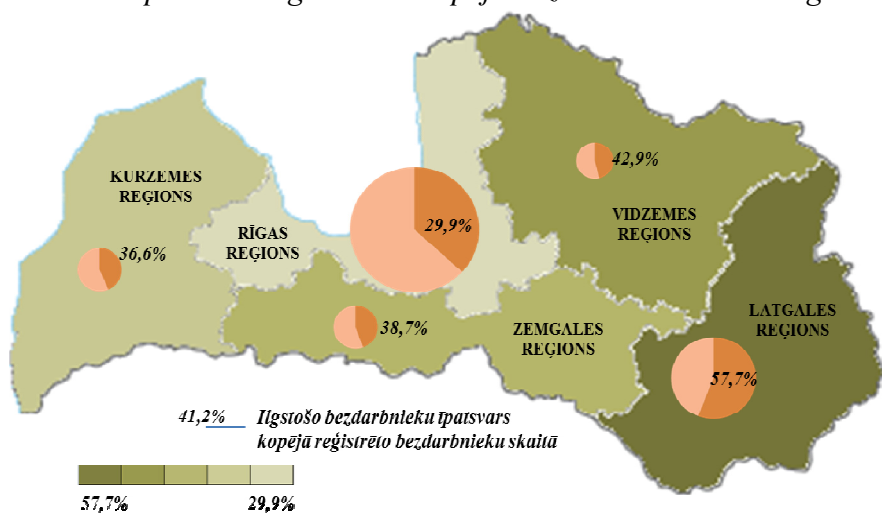 KURZEMES
REĢIONS
36,6%
RĪGAS
REĢIONS
29,9%
42,9%
VIDZEMES
REĢIONS
38,7%
ZEMGALES
REĢIONS
LATGALES
REĢIONS
57,7%
41,2% Ilgstošo bezdarbnieku īpatsvars
kopējā reģistrēto bezdarbnieku skaitā
57,7% 29,9%